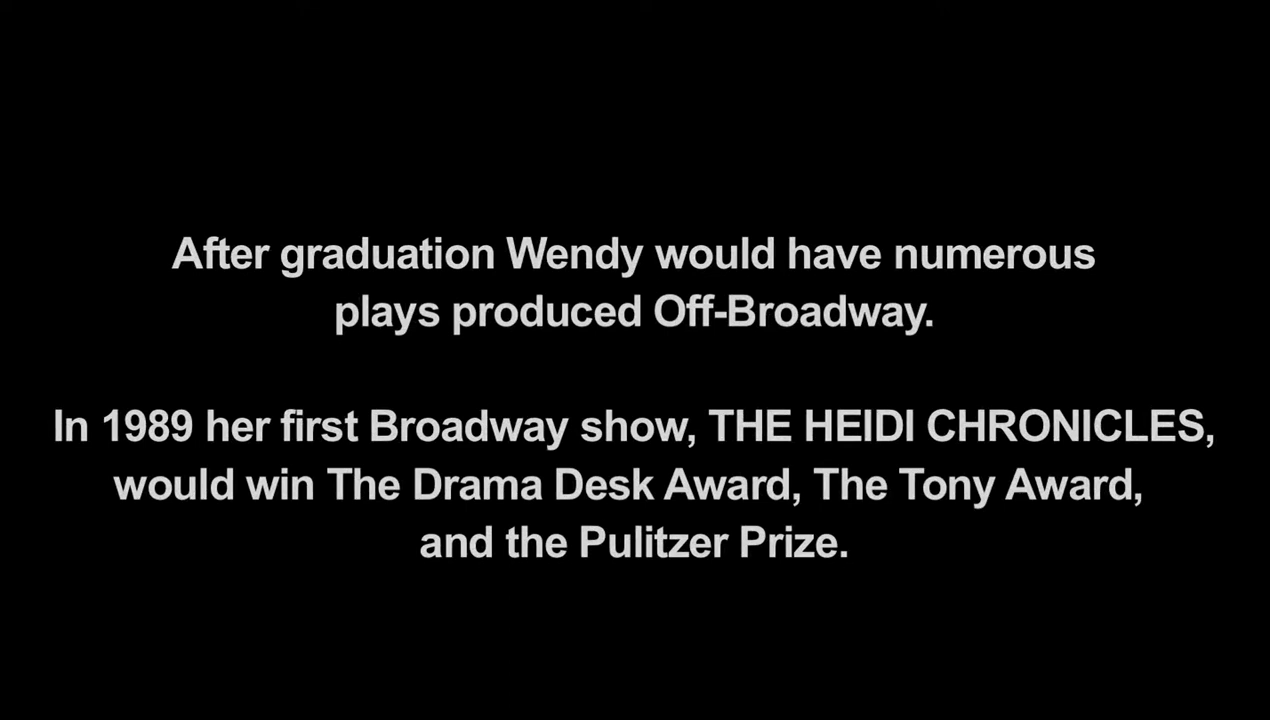 After graduation Wendy would have numerous
plays produced Off-Broadway.
In 1989 her first Broadway show, THE HEIDI CHRONICLES,
would win The Drama Desk Award, The Tony Award,
and the Pulitzer Prize.